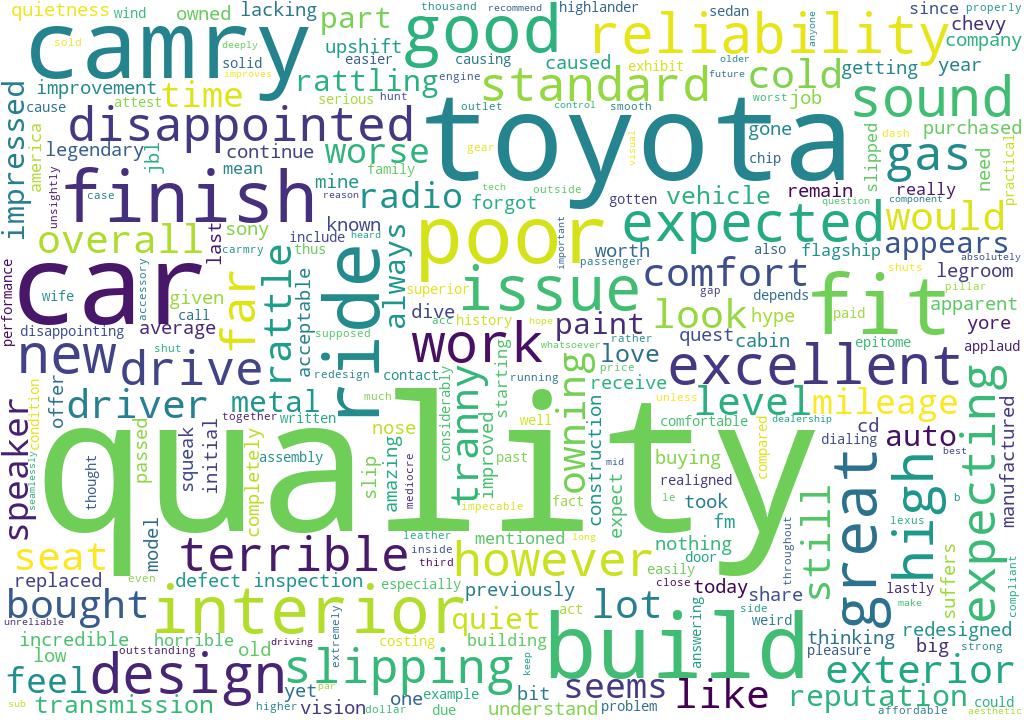 quietness
wind
owned
lacking
part
camry
sold
deeply
solid
improves
upshift
easier
good
thousand
recommend
highlander
causing
caused
reliability
anyone
sedan
older
future
since
properly
chevy
company
year
getting
cold
worst
job
improvement
attest
time
rattling
serious
hunt
engine
standard
exhibit
sound
impressed
cause
america
disappointed
legendary
jbl
continue
mean
worse
family
toyota
outlet
control
smooth
gear
visual
gone
chip
slipped
dash
purchased
gas
need
practical
unsightly
case
finish
mine
reason
radio
tech
forgot
outside
gotten
vehicle
remain
really
component
question
would
overall
sony
last
known
include
heard
thus
carmry
always
poor
important
expected
worth
passenger
also
flagship
appears
absolutely
shuts
performance
car
wife
accessory
given
call
far
rattle
acceptable
ride
superior
issue
gap
comfort
depends
fit
pillar
legroom
disappointing
average
supposed
dive
acc
history
hope
paint
look
hype
paid
apparent
yore
new
shut
drive
redesign
contact
work
whatsoever
rather
love
quest
cabin
epitome
applaud
excellent
offer
driver
metal
much
together
written
considerably
tranny
starting
running
price
owning
receive
unless
level
dealership
mileage
speaker
condition
seamlessly
quality
thought
passed
squeak
initial
completely
assembly
nose
slip
amazing
mediocre
improved
well
past
impecable
fact
construction
comfortable
buying
expect
realigned
mid
le
took
fm
compared
cd
dialing
auto
best
expecting
seat
model
terrible
leather
inside
third
mentioned
long
however
nothing
door
easily
throughout
still
great
high
lexus
b
manufactured
replaced
even
defect
inspection
especially
previously
close
today
share
lastly
make
suffers
compliant
bought
unreliable
interior
quiet
act
lot
answering
side
weird
thinking
pleasure
big
redesigned
strong
incredible
outstanding
horrible
old
extremely
driving
costing
building
keep
build
low
feel
design
slipping
yet
par
bit
seems
problem
like
exterior
reputation
could
sub
transmission
higher
vision
dollar
one
example
due
understand
affordable
aesthetic